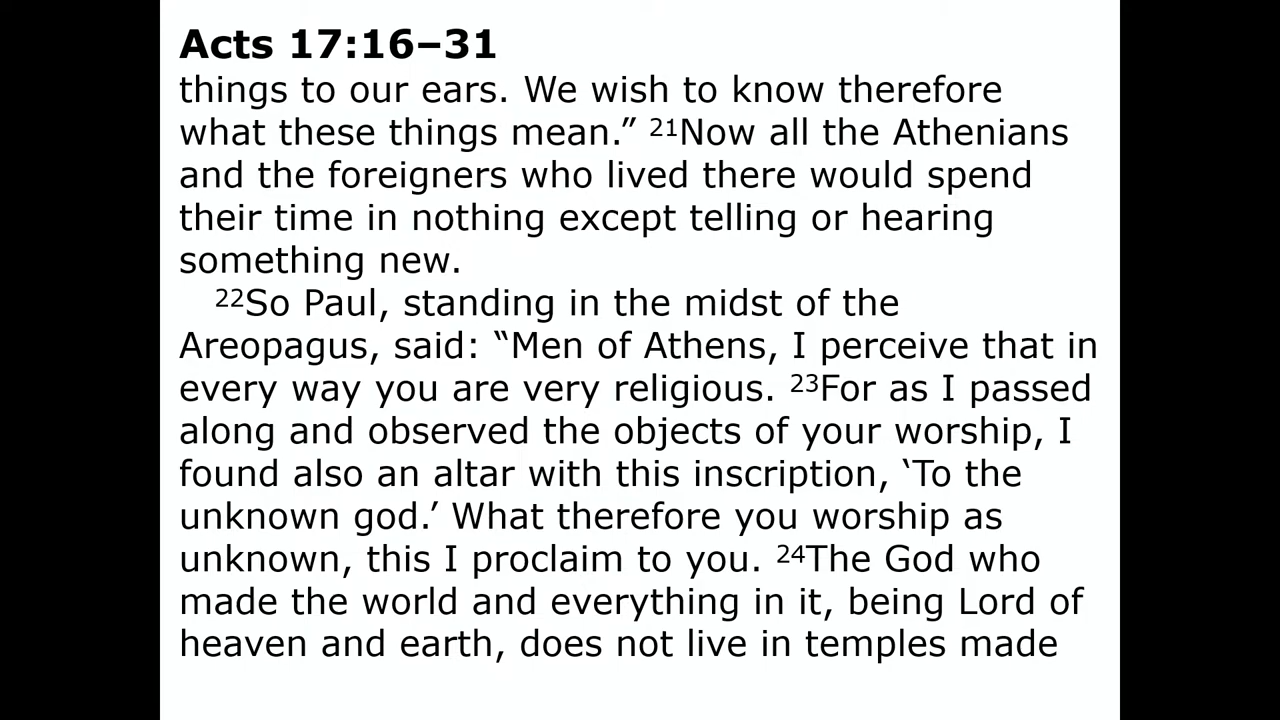 Acts 17:16–31
things to our ears. We wish to know therefore
what these things mean.” 21Now all the Athenians
and the foreigners who lived there would spend
their time in nothing except telling or hearing
something new.
22So Paul, standing in the midst of the
Areopagus, said: “Men of Athens, I perceive that in
every way you are very religious. 23For as I passed
along and observed the objects of your worship, I
found also an altar with this inscription, ‘To the
unknown god.’ What therefore you worship as
unknown, this I proclaim to you. 24The God who
made the world and everything in it, being Lord of
heaven and earth, does not live in temples made